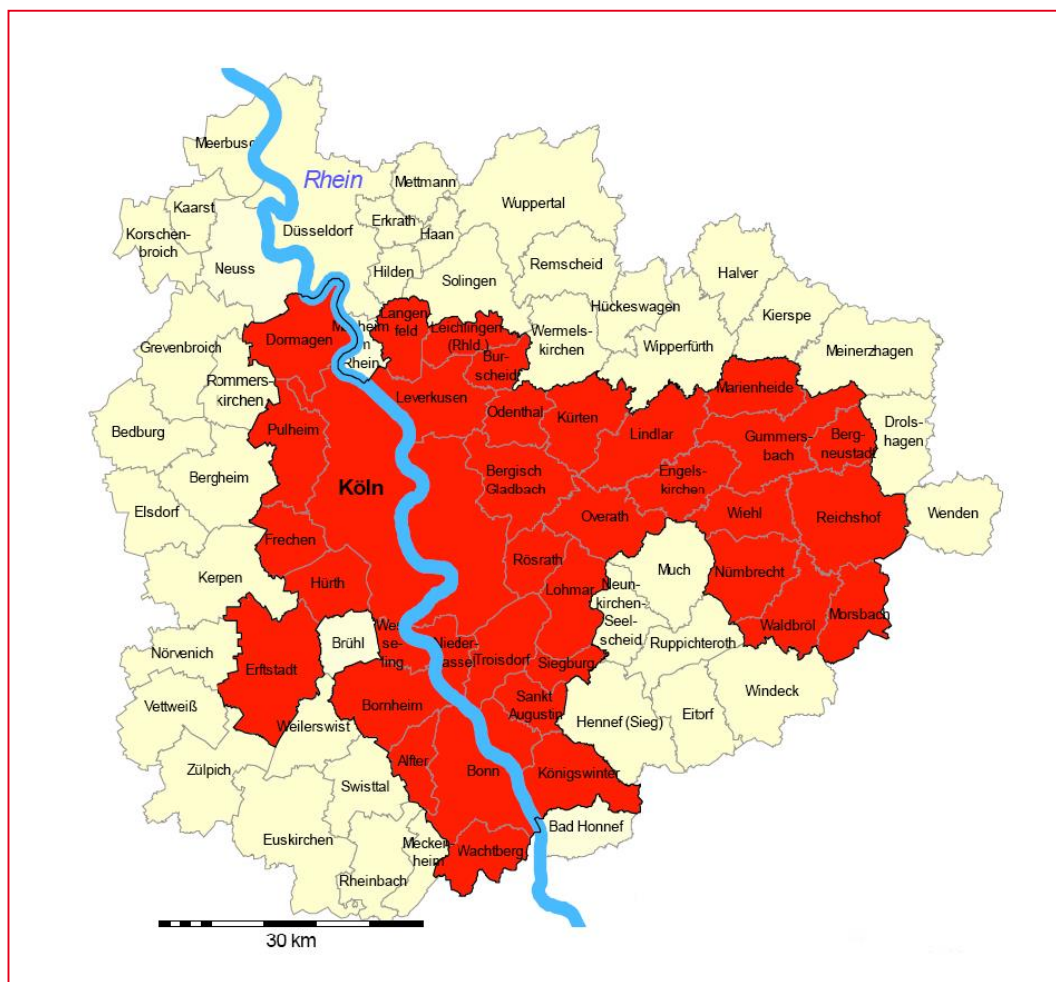 Meerbusc
Rhein
Mettmann
Wuppertal
Kaarst
Düsseldorf
Erkrath
Haan
Korschen-
broich
Neuss
Hilden
Solingen
Remscheid
Halver
Hückeswagen
Kierspe
Langen
feld
Dormagen
Leichlingen (Rhld.)
Wermels-
kirchen
Wipperfürth
Meinerzhagen
Grevenbroich
Rhein
Bur-
scheid
Rommers-
kirchen
Leverkusen
Marienheide
Bedburg
Pulheim
Odenthal
Kürten
Lindlar
Gummers-
bach
Berg-
neustadt
Drols-
hagen
Bergheim
Köln
Bergisch
Gladbach
Engels-
kirchen
Elsdorf
Overath
Wiehl
Reichshof
Wenden
Frechen
Rösrath
Kerpen
Hürth
Lohmar
Neun-
kirchen-
Seel-
scheid
Much
Nümbrecht
Morsbach
Waldbröl
Nörvenich
Brühl
Wes
se-
ling
Nieder-
kassel
Troisdorf
Siegburg
Ruppichteroth
Erftstadt
Vettweiß
Weilerswist
Bornheim
Sankt
Augustin
Hennef (Sieg)
Eitorf
Windeck
Zülpich
Alfter
Bonn
Königswinter
Swisttal
Euskirchen
Mecken-
heim
Wachtberg
Bad Honnef
Rheinbach
30 km